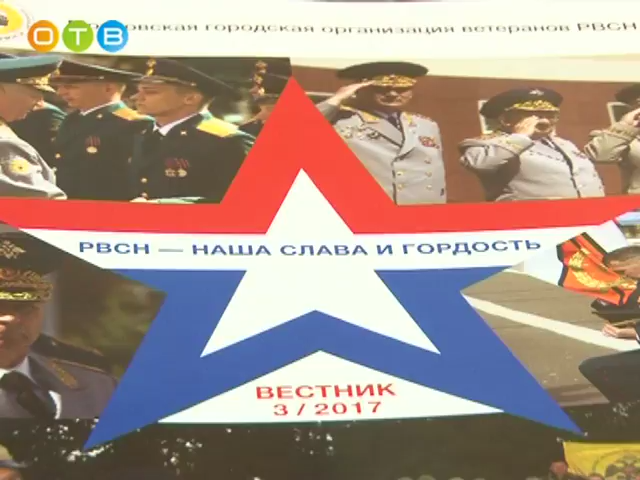 ОТВ
городская организация ветеранов РВСН
РВСН — НАША СЛАВА И ГОРДОСТЬ
ВЕСТНИК
3 / 2017